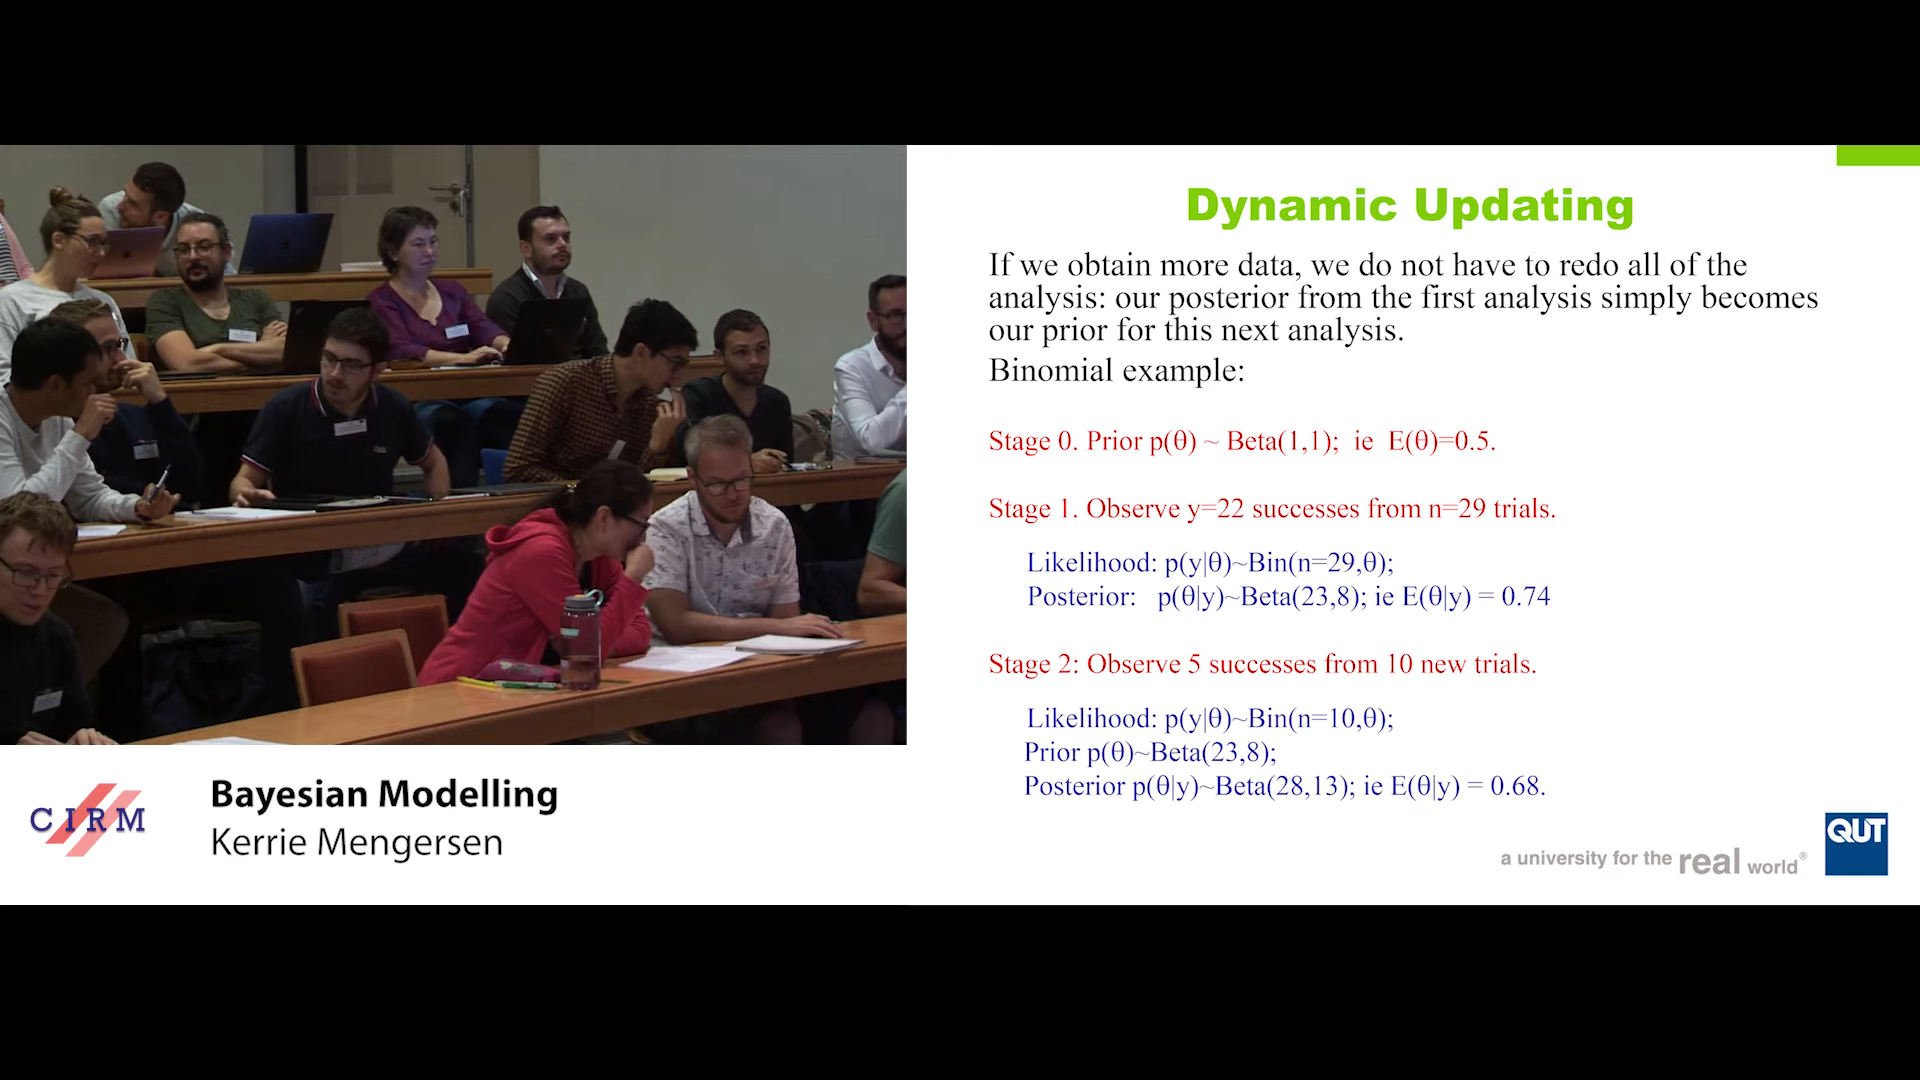 Dynamic Updating
If we obtain more data, we do not have to redo all of the
analysis: our posterior from the first analysis simply becomes
our prior for this next analysis.
Binomial example:
Stage 0. Prior p(θ) ~ Beta(1,1); ie E(θ)=0.5.
Stage 1. Observe y=22 successes from n=29 trials.
Likelihood: p(y|θ)~Bin(n=29,θ);
Posterior: p(θ|y)~Beta(23,8); ie E(θ|y) = 0.74
Stage 2: Observe 5 successes from 10 new trials.
Likelihood: p(y|θ)~Bin(n=10,θ);
Prior p(θ)~Beta(23,8);
Posterior p(θ|y)~Beta(28,13); ie E(θ|y) = 0.68.
a university for the real world®
QUT
CIRM
Bayesian Modelling
Kerrie Mengersen